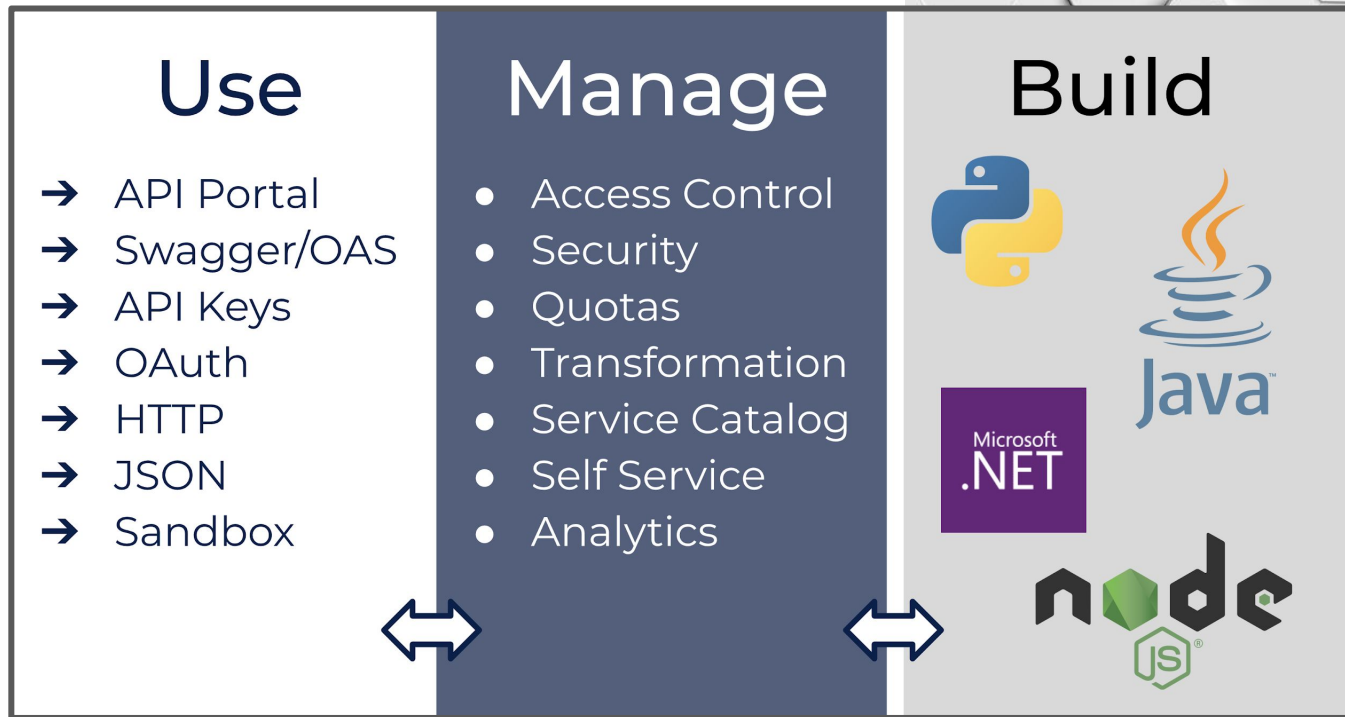 Use
➔ API Portal
➔ Swagger/OAS
➔ API Keys
➔ OAuth
➔ HTTP
➔ JSON
➔ Sandbox
Manage
● Access Control
● Security
● Quotas
● Transformation
● Service Catalog
● Self Service
● Analytics
Build
Java™
Microsoft
.NET
node
JS®